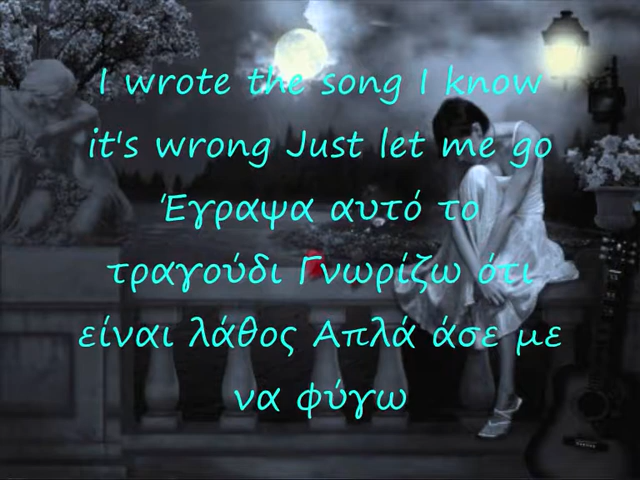 I wrote the song I know
it's wrong Just let me go
Έγραψα αυτό το
τραγούδι Γνωρίζω ότι
είναι λάθος Απλά άσε με
να φύγω